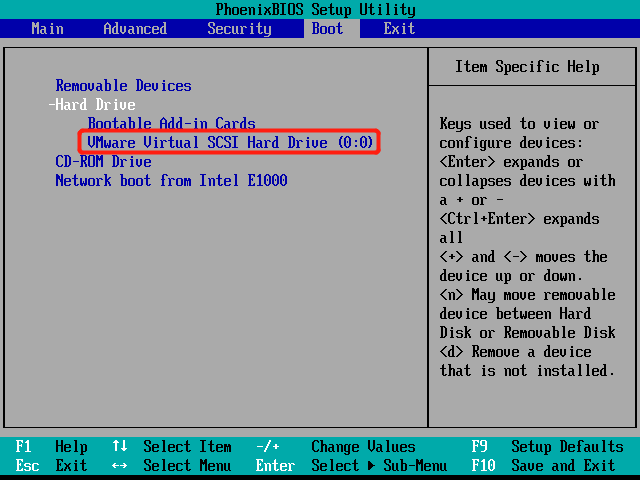 PhoenixBIOS Setup Utility
Main Advanced Security Boot Exit
Removable Devices
-Hard Drive
Bootable Add-in Cards
VMware Virtual SCSI Hard Drive (0:0)
CD-ROM Drive
Network boot from Intel E1000
Item Specific Help
Keys used to view or
configure devices:
<Enter> expands or
collapses devices with
a + or -
<Ctrl+Enter> expands
all
<+> and <-> moves the
device up or down.
<n> May move removable
device between Hard
Disk or Removable Disk
<d> Remove a device
that is not installed.
F1 Help ↑↓ Select Item -/+ Change Values F9 Setup Defaults
Esc Exit ↔ Select Menu Enter Select ▶ Sub-Menu F10 Save and Exit